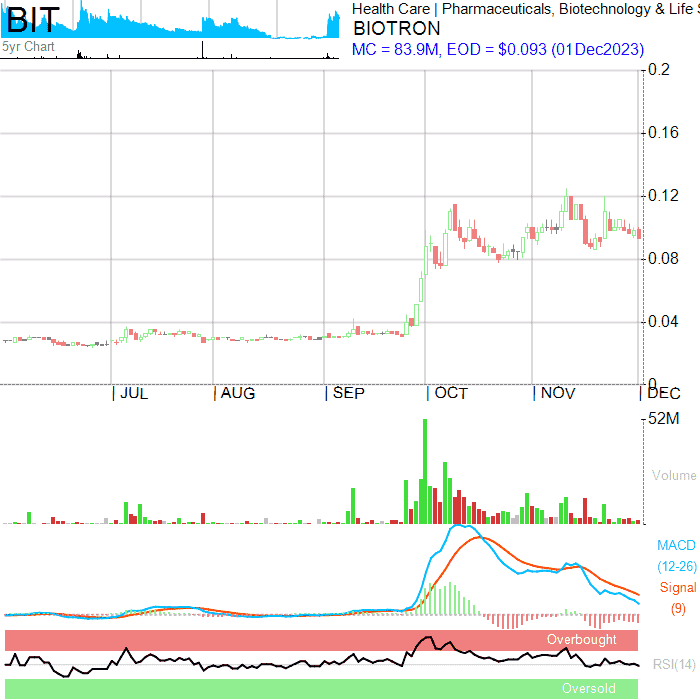 BIT
5yr Chart
Health Care | Pharmaceuticals, Biotechnology & Life S
BIOTRON
MC = 83.9M, EOD = $0.093 (01Dec2023)
0.2
0.16
0.12
0.08
0.04
0
| JUL | AUG | SEP | OCT | NOV | DEC
52M
Volume
MACD
(12-26)
Signal
(9)
Overbought
RSI(14)
Oversold